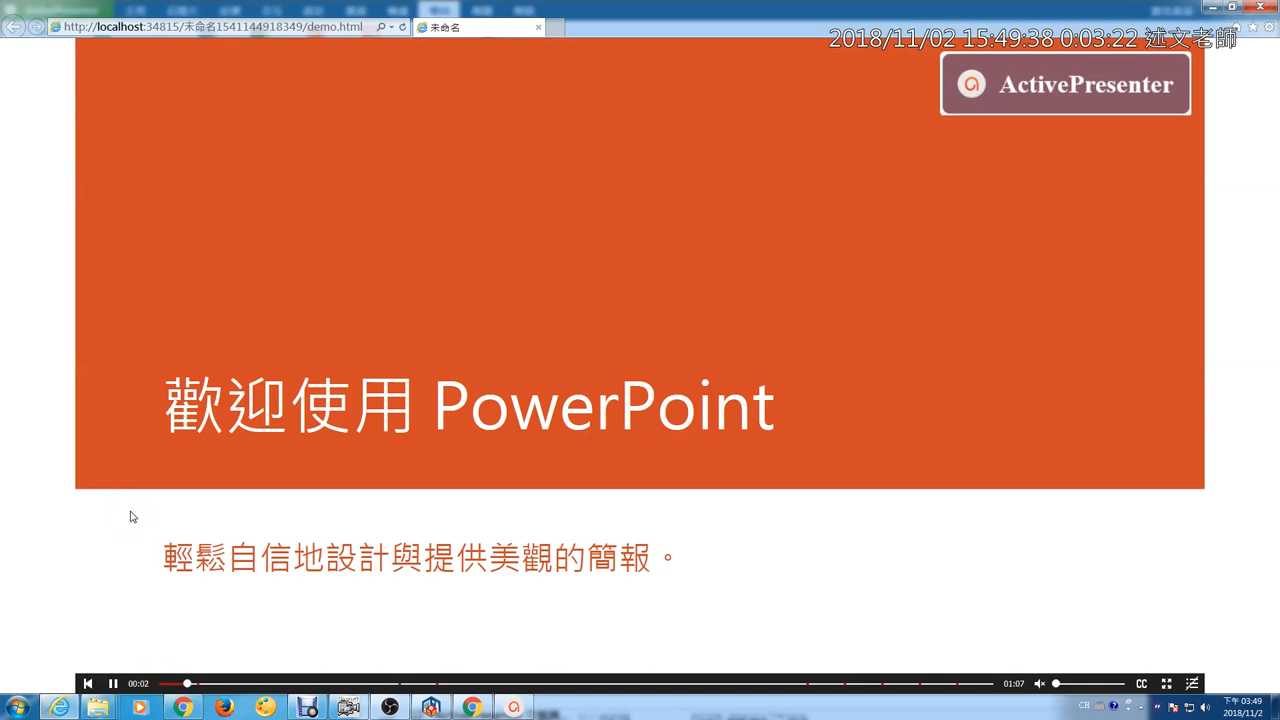 http://localhost:34815/未命名1541144918349/demo.html
未命名
2018/11/02 15:49:38 0:03:22 述文老師
ActivePresenter
歡迎使用 PowerPoint
輕鬆自信地設計與提供美觀的簡報。
00:02
01:07
CC
CH
下午 03:49
2018/11/2